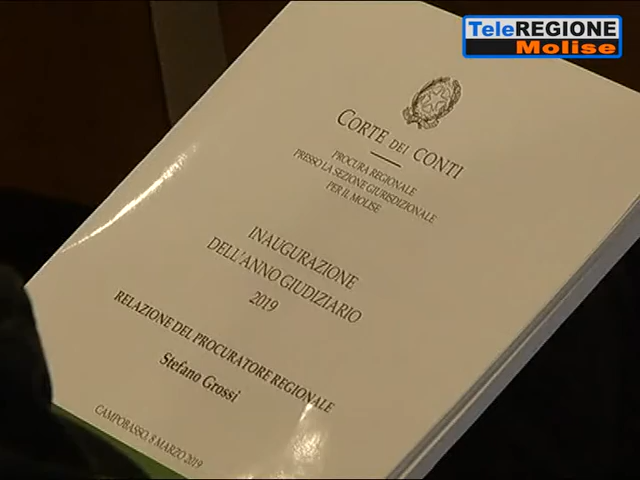 TeleREGIONE
Molise
CORTE DEI CONTI
PROCURA REGIONALE
PRESSO LA SEZIONE GIURISDIZIONALE
PER IL MOLISE
INAUGURAZIONE
DELL'ANNO GIUDIZIARIO
2019
RELAZIONE DEL PROCURATORE REGIONALE
Stefano Grossi
CAMPOBASSO, 8 MARZO 2019